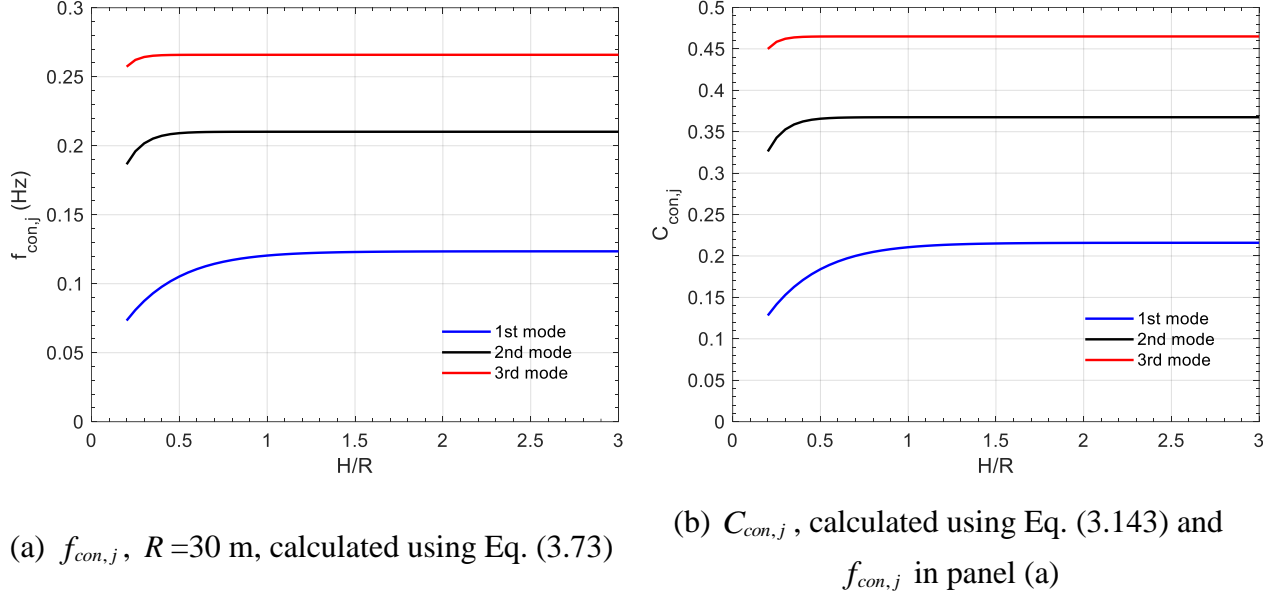 0.3
0.25
0.2
0.15
0.1
0.05
0
f_con,j (Hz)
0 0.5 1 1.5 2 2.5 3
H/R
1st mode
2nd mode
3rd mode
0.5
0.45
0.4
0.35
0.3
0.25
0.2
0.15
0.1
0.05
0
C_con,j
0 0.5 1 1.5 2 2.5 3
H/R
1st mode
2nd mode
3rd mode
(a) f_con,j , R =30 m, calculated using Eq. (3.73)
(b) C_con,j , calculated using Eq. (3.143) and
f_con,j in panel (a)